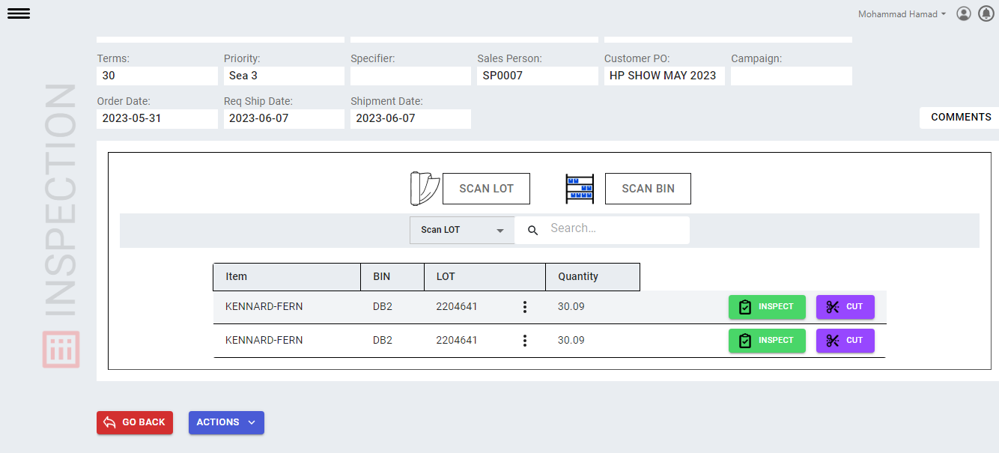 Mohammad Hamad
Terms: Priority: Specifier: Sales Person: Customer PO: Campaign:
30 Sea 3 SP0007 HP SHOW MAY 2023
Order Date: Req Ship Date: Shipment Date:
2023-05-31 2023-06-07 2023-06-07
COMMENTS
INSPECTION
SCAN LOT SCAN BIN
Scan LOT Search...
Item BIN LOT Quantity
KENNARD-FERN DB2 2204641 30.09 INSPECT CUT
KENNARD-FERN DB2 2204641 30.09 INSPECT CUT
GO BACK ACTIONS